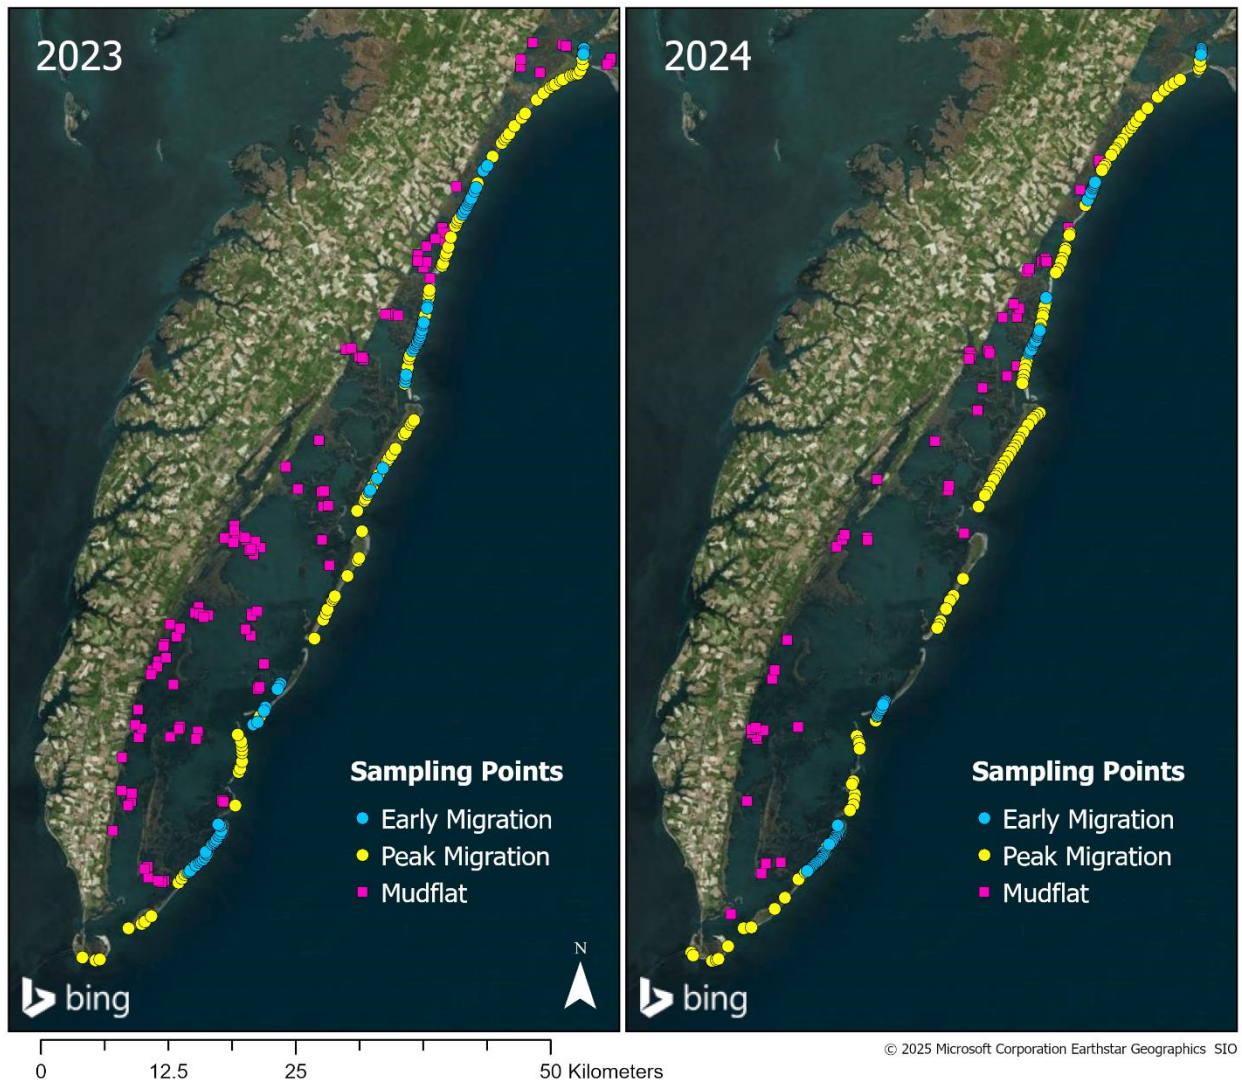 2023
2024
Sampling Points
Early Migration
Peak Migration
Mudflat
N
bing
Sampling Points
Early Migration
Peak Migration
Mudflat
bing
0 12.5 25 50 Kilometers
© 2025 Microsoft Corporation Earthstar Geographics SIO